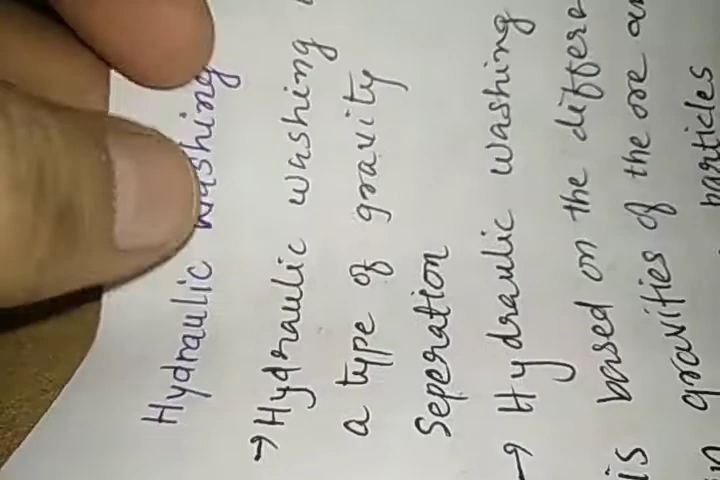 Hydraulic washing
→ Hydraulic washing
a type of gravity
Seperation
→ Hydraulic washing
is based on the differe
gravities of the ore an
particles